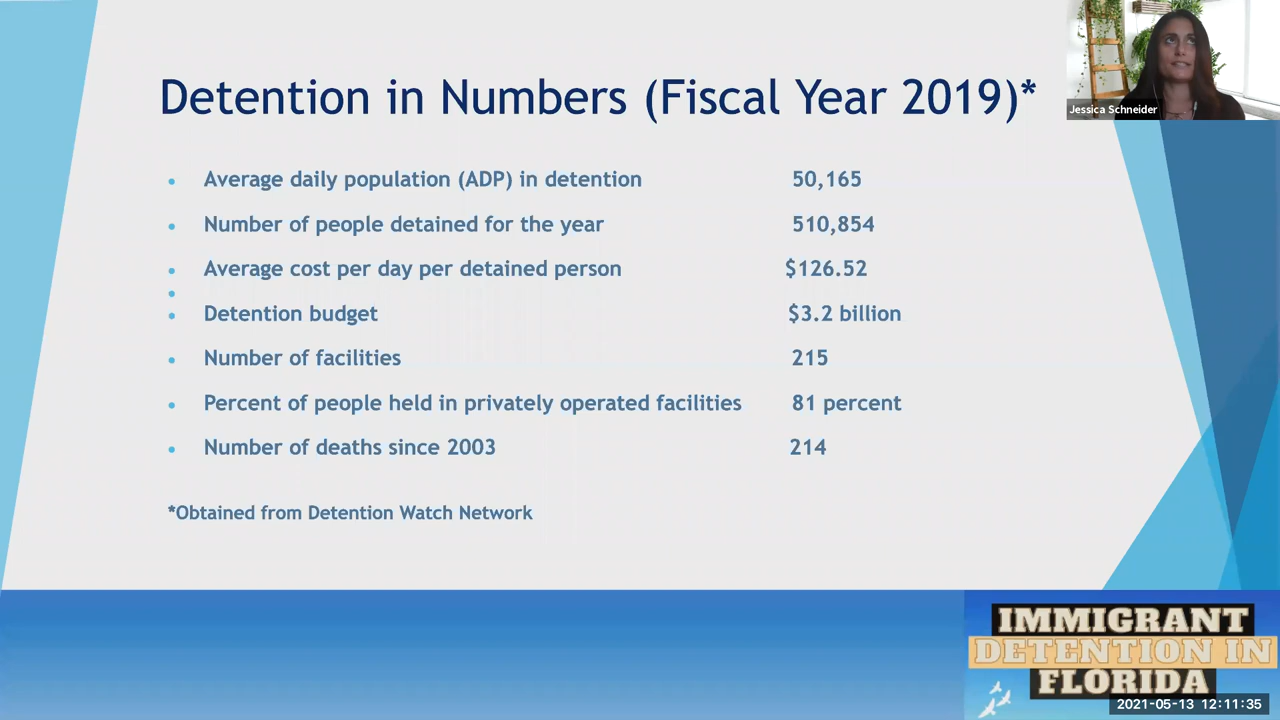 Detention in Numbers (Fiscal Year 2019)*
Jessica Schneider
Average daily population (ADP) in detention 50,165
Number of people detained for the year 510,854
Average cost per day per detained person $126.52
Detention budget $3.2 billion
Number of facilities 215
Percent of people held in privately operated facilities 81 percent
Number of deaths since 2003 214
*Obtained from Detention Watch Network
IMMIGRANT
DETENTION IN
FLORIDA
2021-05-13 12:11:35